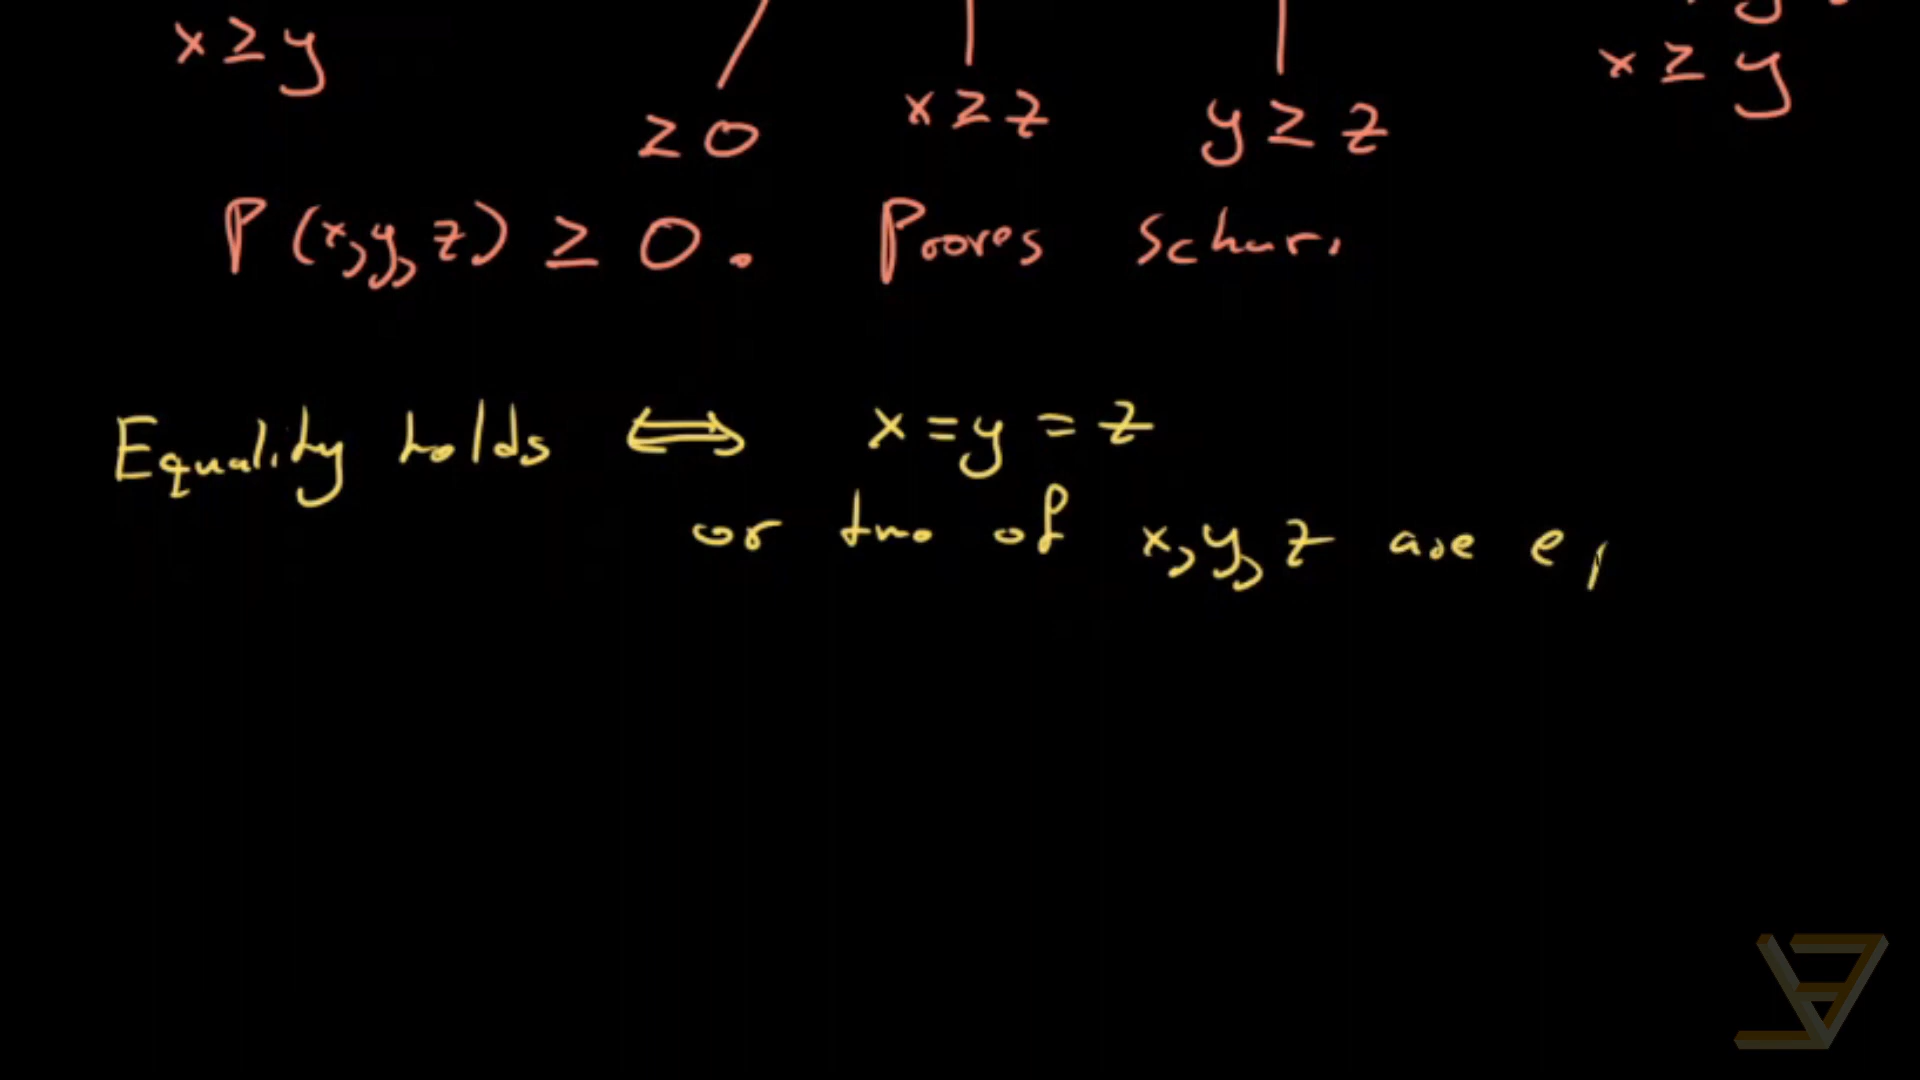 x ≥ y
x ≥ y
≥ 0 x ≥ z y ≥ z
P(x,y,z) ≥ 0. Proves Schur.
Equality holds ⟺ x = y = z
or two of x,y,z are e